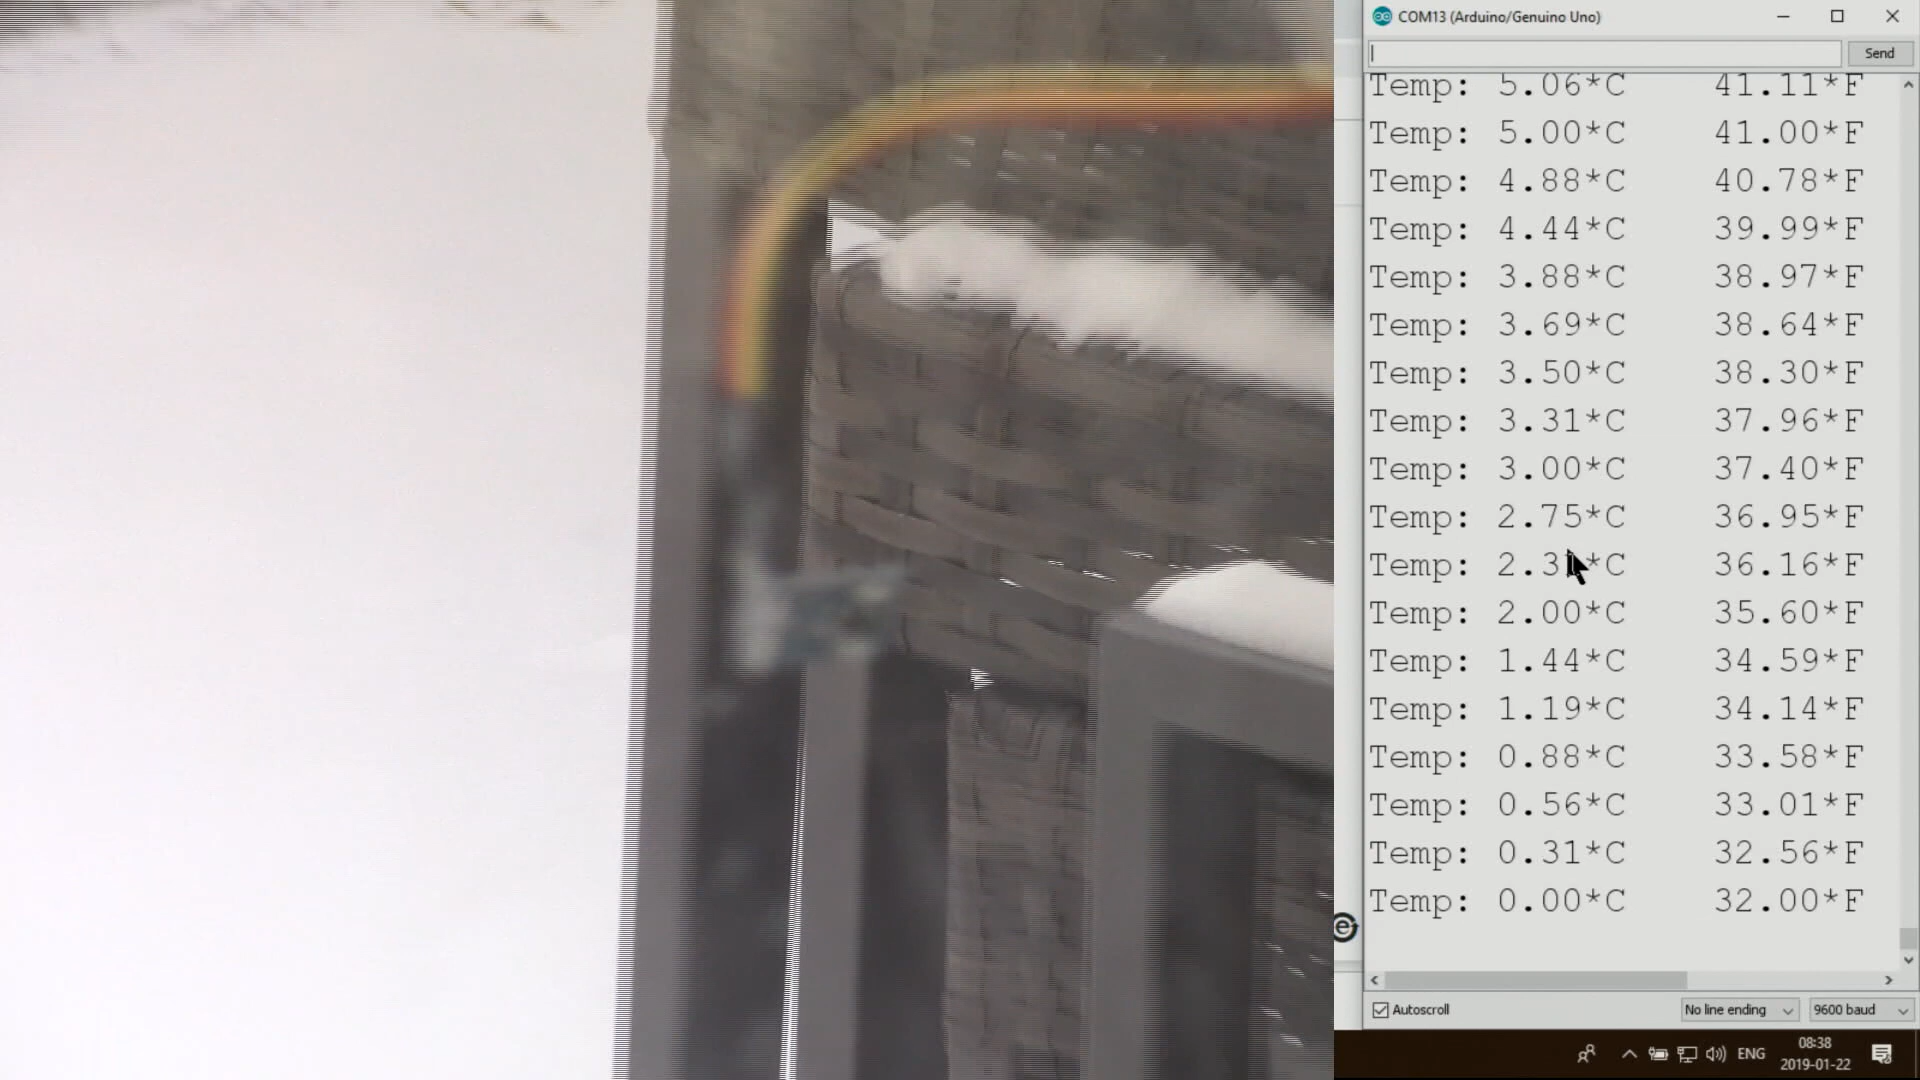 COM13 (Arduino/Genuino Uno)
Send
Temp: 5.06*C 41.11*F
Temp: 5.00*C 41.00*F
Temp: 4.88*C 40.78*F
Temp: 4.44*C 39.99*F
Temp: 3.88*C 38.97*F
Temp: 3.69*C 38.64*F
Temp: 3.50*C 38.30*F
Temp: 3.31*C 37.96*F
Temp: 3.00*C 37.40*F
Temp: 2.75*C 36.95*F
Temp: 2.31*C 36.16*F
Temp: 2.00*C 35.60*F
Temp: 1.44*C 34.59*F
Temp: 1.19*C 34.14*F
Temp: 0.88*C 33.58*F
Temp: 0.56*C 33.01*F
Temp: 0.31*C 32.56*F
Temp: 0.00*C 32.00*F
Autoscroll No line ending 9600 baud
ENG 08:38
2019-01-22